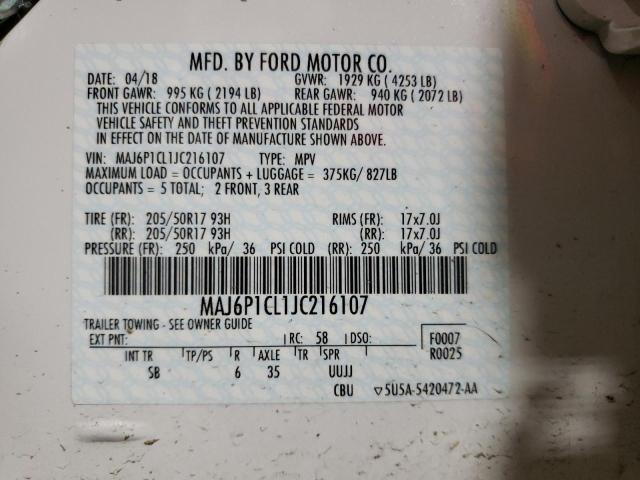 MFD. BY FORD MOTOR CO.
DATE: 04/18 GVWR: 1929 KG ( 4253 LB)
FRONT GAWR: 995 KG ( 2194 LB) REAR GAWR: 940 KG ( 2072 LB)
THIS VEHICLE CONFORMS TO ALL APPLICABLE FEDERAL MOTOR
VEHICLE SAFETY AND THEFT PREVENTION STANDARDS
IN EFFECT ON THE DATE OF MANUFACTURE SHOWN ABOVE.
VIN: MAJ6P1CL1JC216107 TYPE: MPV
MAXIMUM LOAD = OCCUPANTS + LUGGAGE = 375KG/ 827LB
OCCUPANTS = 5 TOTAL; 2 FRONT, 3 REAR
TIRE (FR): 205/50R17 93H RIMS (FR): 17x7.0J
(RR): 205/50R17 93H (RR): 17x7.0J
PRESSURE (FR): 250 kPa/ 36 PSI COLD (RR): 250 kPa/ 36 PSI COLD
MAJ6P1CL1JC216107
TRAILER TOWING - SEE OWNER GUIDE
EXT PNT: RC: 58 DSO: F0007
R0025
INT TR TP/PS R AXLE TR SPR
SB 6 35 UUJJ
CBU ▽5U5A-5420472-AA